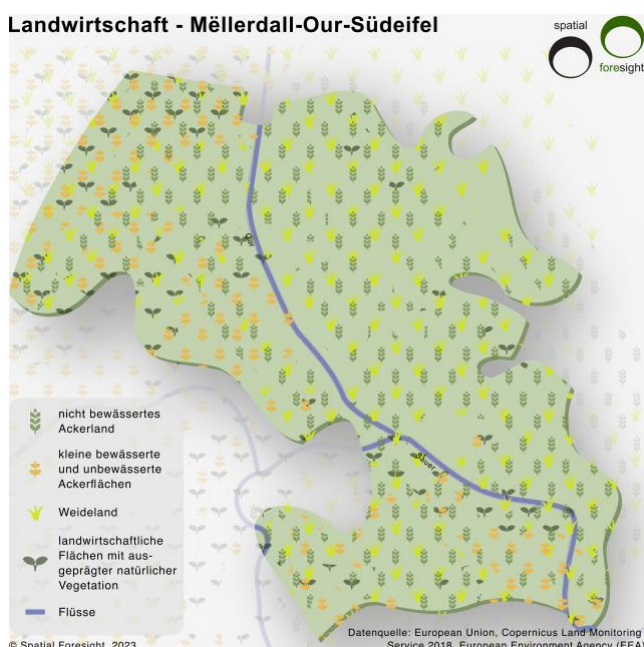 Landwirtschaft - Mëllerdall-Our-Südeifel
spatial
foresight
Our
Sauer
nicht bewässertes
Ackerland
kleine bewässerte
und unbewässerte
Ackerflächen
Weideland
landwirtschaftliche
Flächen mit aus-
geprägter natürlicher
Vegetation
Flüsse
© Spatial Foresight, 2023
Datenquelle: European Union, Copernicus Land Monitoring
Service 2018, European Environment Agency (EEA)